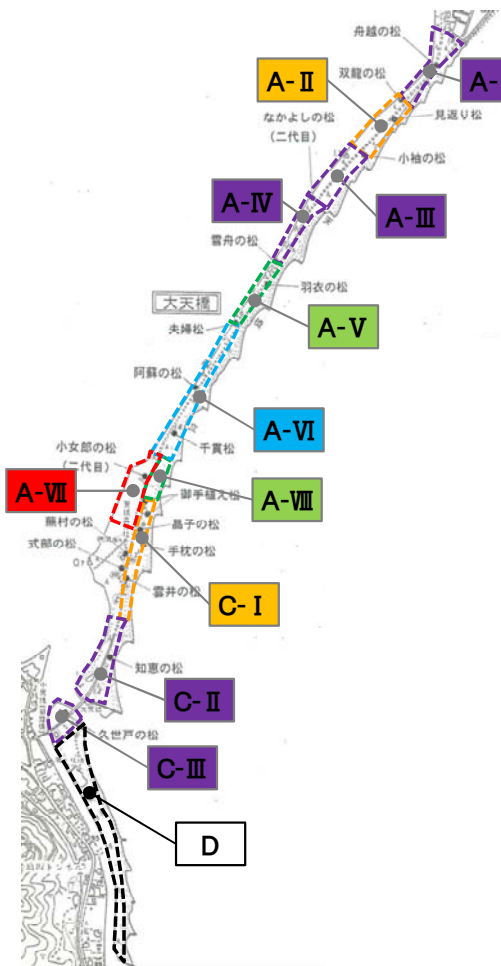 舟越の松
A-
A-Ⅱ
双龍の松
見返り松
なかよしの松
(二代目)
小袖の松
A-Ⅳ
A-Ⅲ
雪舟の松
羽衣の松
大天橋
夫婦松
A-Ⅴ
阿蘇の松
A-Ⅵ
千貫松
小女郎の松
(二代目)
A-Ⅶ
A-Ⅷ
御手植え松
蕪村の松
晶子の松
式部の松
手枕の松
雲井の松
C-Ⅰ
知恵の松
C-Ⅱ
久世戸の松
C-Ⅲ
D